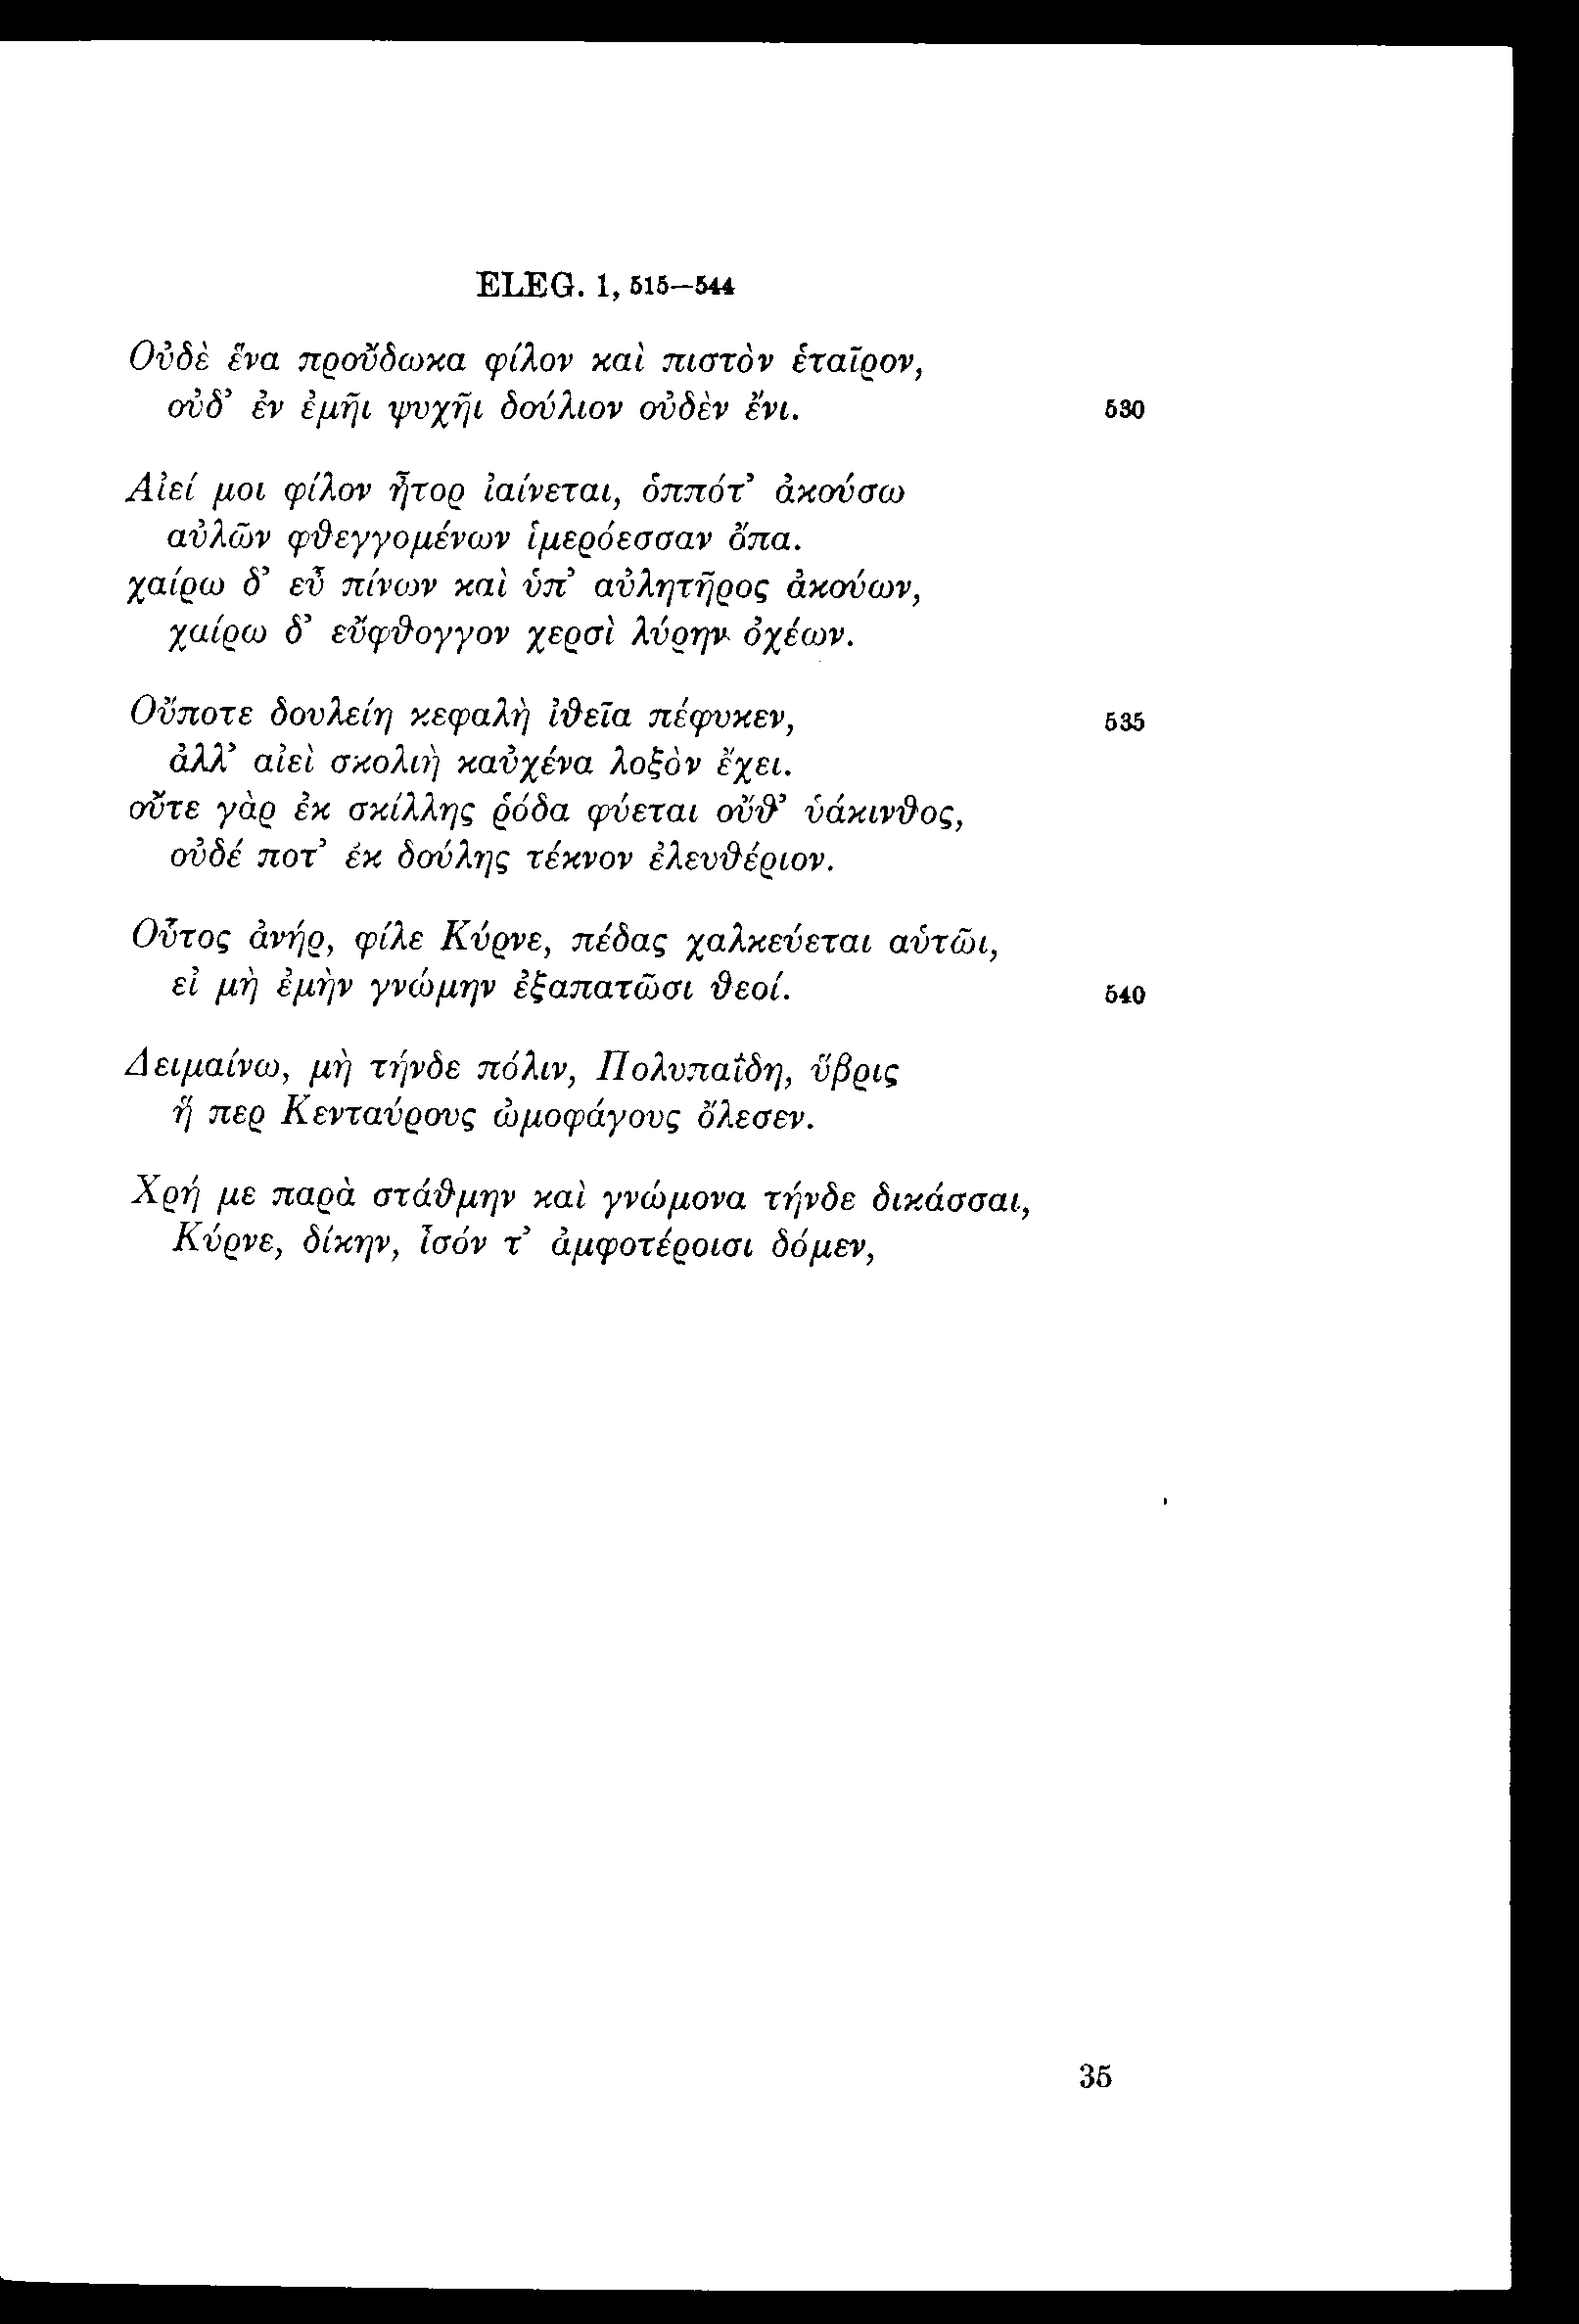 ELEG. 1, 515–544
Οὐδὲ ἕνα προὔδωκα φίλον καὶ πιστὸν ἑταῖρον,
οὐδ’ ἐν ἐμῆι ψυχῆι δούλιον οὐδὲν ἔνι. 530
Αἰεί μοι φίλον ἦτορ ἰαίνεται, ὁππότ’ ἀκούσω
αὐλῶν φθεγγομένων ἱμερόεσσαν ὄπα.
χαίρω δ’ εὖ πίνων καὶ ὑπ’ αὐλητῆρος ἀκούων,
χαίρω δ’ εὔφθογγον χερσὶ λύρην ὀχέων.
Οὔποτε δουλείη κεφαλὴ ἰθεῖα πέφυκεν, 535
ἀλλ’ αἰεὶ σκολιὴ καὐχένα λοξὸν ἔχει.
οὔτε γὰρ ἐκ σκίλλης ῥόδα φύεται οὔθ’ ὑάκινθος,
οὐδέ ποτ’ ἐκ δούλης τέκνον ἐλευθέριον.
Οὗτος ἀνήρ, φίλε Κύρνε, πέδας χαλκεύεται αὑτῶι,
εἰ μὴ ἐμὴν γνώμην ἐξαπατῶσι θεοί. 540
Δειμαίνω, μὴ τήνδε πόλιν, Πολυπαΐδη, ὕβρις
ἥ περ Κενταύρους ὠμοφάγους ὄλεσεν.
Χρή με παρὰ στάθμην καὶ γνώμονα τήνδε δικάσσαι,
Κύρνε, δίκην, ἶσόν τ’ ἀμφοτέροισι δόμεν,
35